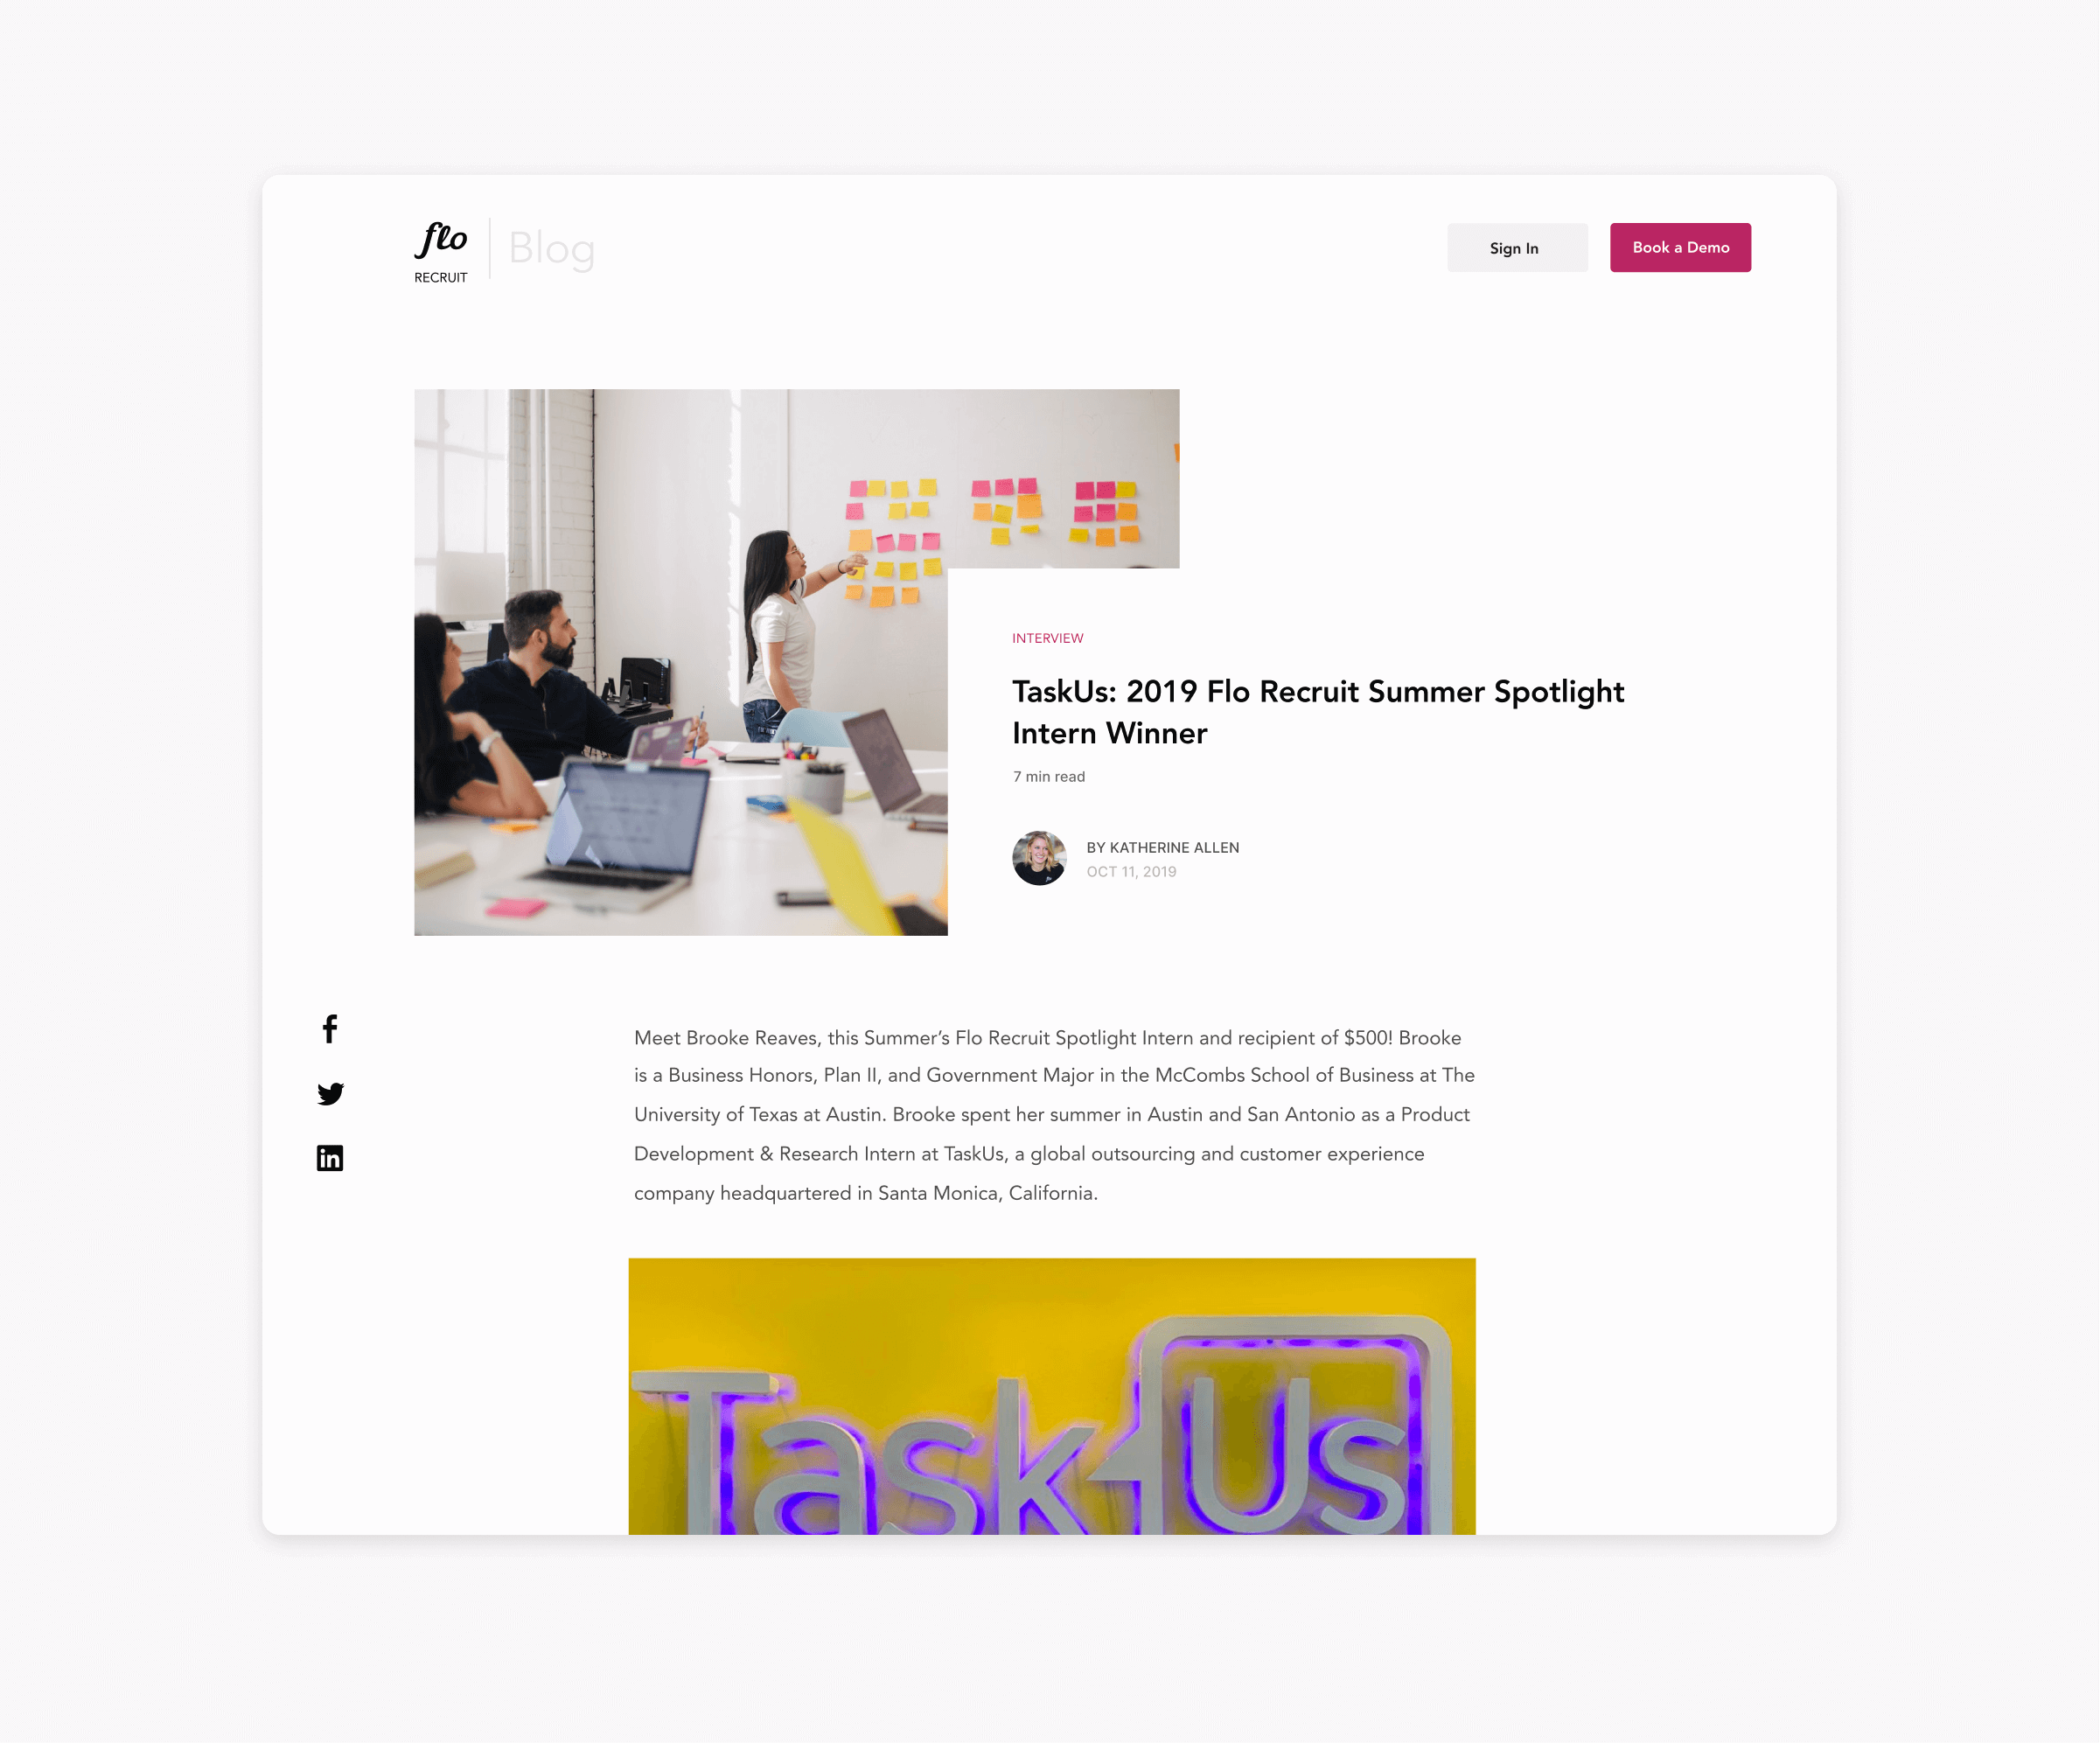 flo
RECRUIT
Blog
Sign In
Book a Demo
INTERVIEW
TaskUs: 2019 Flo Recruit Summer Spotlight
Intern Winner
7 min read
BY KATHERINE ALLEN
OCT 11, 2019
Meet Brooke Reaves, this Summer’s Flo Recruit Spotlight Intern and recipient of $500! Brooke
is a Business Honors, Plan II, and Government Major in the McCombs School of Business at The
University of Texas at Austin. Brooke spent her summer in Austin and San Antonio as a Product
Development & Research Intern at TaskUs, a global outsourcing and customer experience
company headquartered in Santa Monica, California.
TaskUs